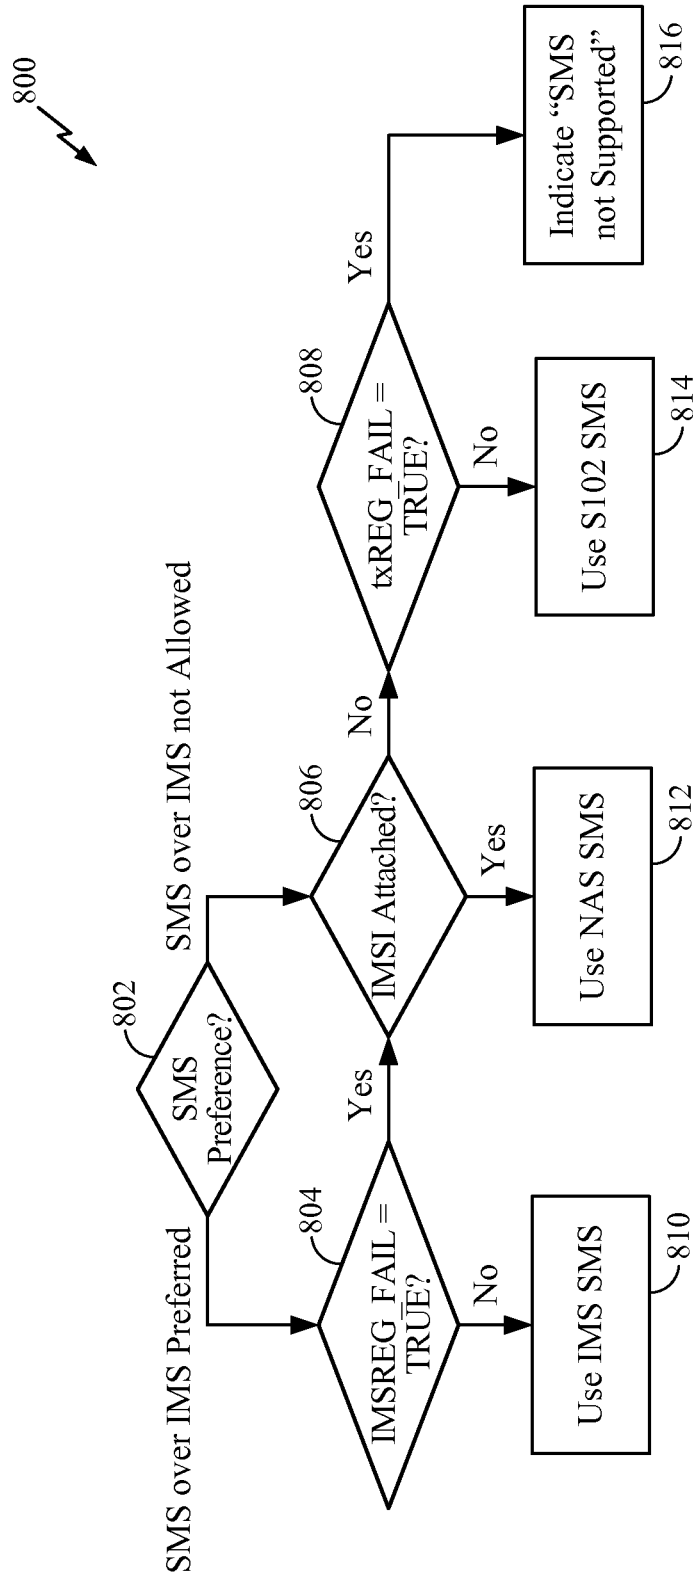 800
802
SMS
Preference?
SMS over IMS Preferred
SMS over IMS not Allowed
804
IMSREG_FAIL =
TRUE?
Yes
No
806
IMSI Attached?
No
Yes
808
txREG_FAIL =
TRUE?
Yes
No
Use IMS SMS
810
Use NAS SMS
812
Use S102 SMS
814
Indicate “SMS
not Supported”
816